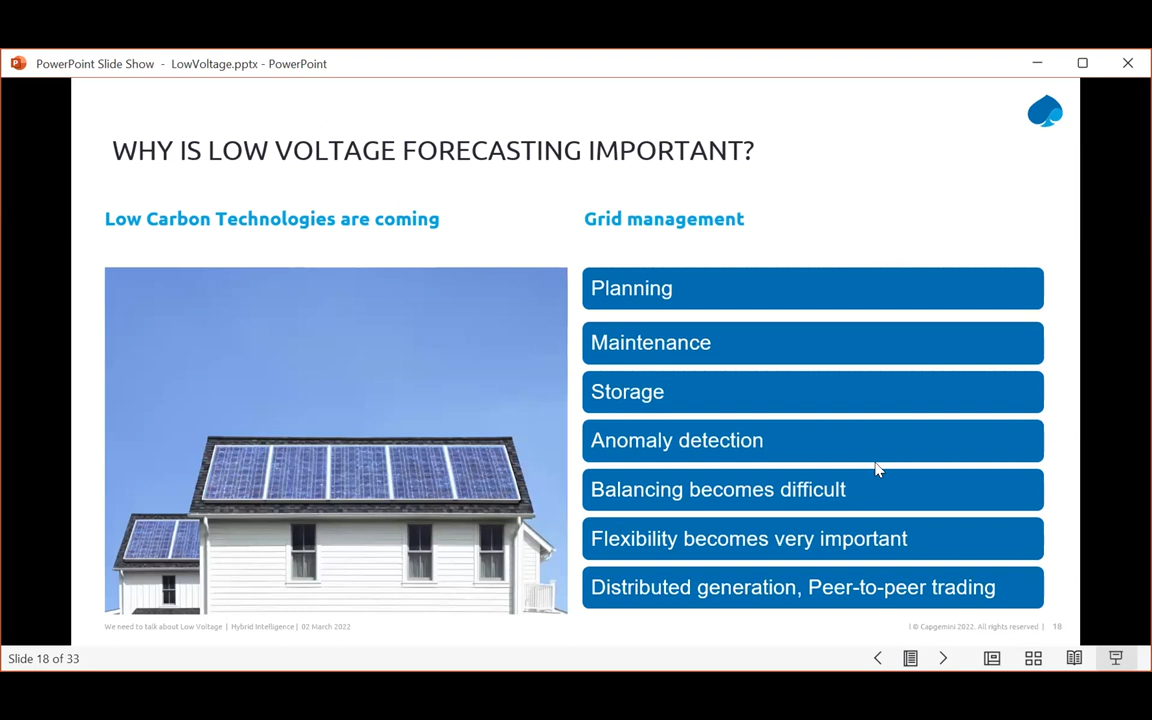 PowerPoint Slide Show - LowVoltage.pptx - PowerPoint
WHY IS LOW VOLTAGE FORECASTING IMPORTANT?
Low Carbon Technologies are coming
Grid management
Planning
Maintenance
Storage
Anomaly detection
Balancing becomes difficult
Flexibility becomes very important
Distributed generation, Peer-to-peer trading
We need to talk about Low Voltage | Hybrid Intelligence | 02 March 2022
| © Capgemini 2022. All rights reserved | 18
Slide 18 of 33